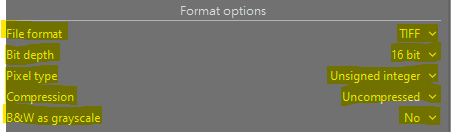 Format options
File format TIFF
Bit depth 16 bit
Pixel type Unsigned integer
Compression Uncompressed
B&W as grayscale No